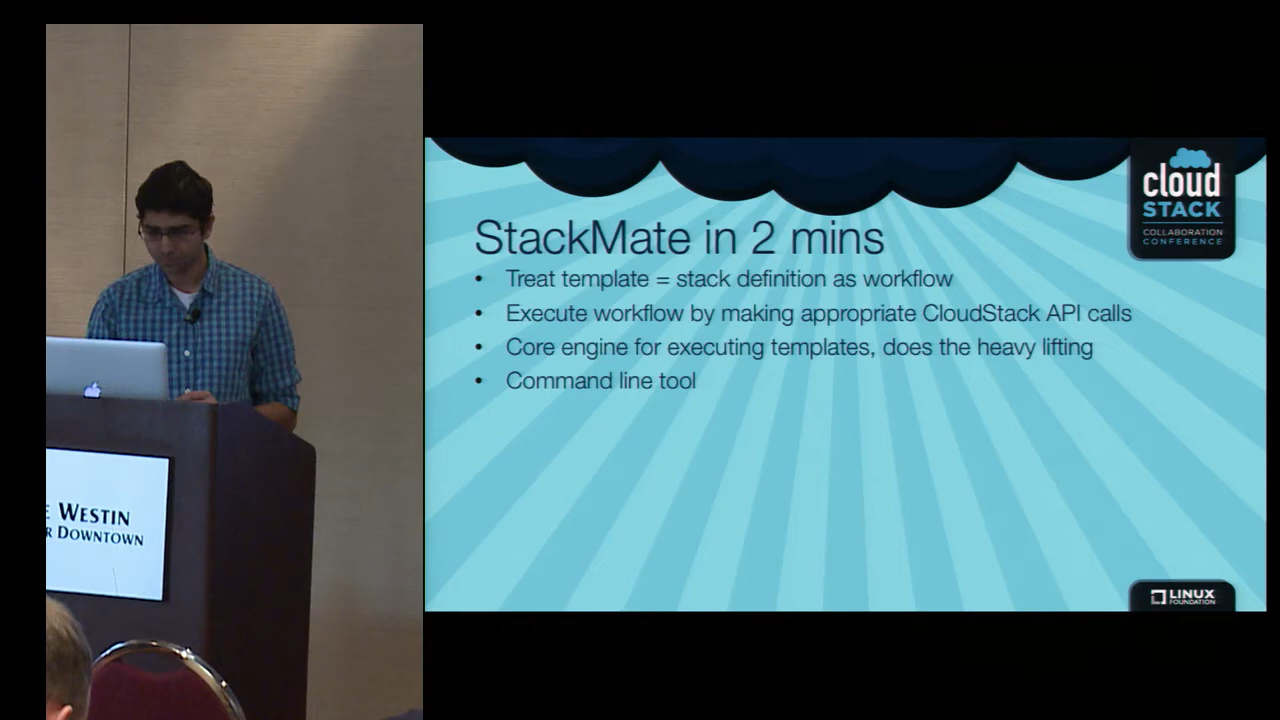 E WESTIN
R DOWNTOWN
StackMate in 2 mins
• Treat template = stack definition as workflow
• Execute workflow by making appropriate CloudStack API calls
• Core engine for executing templates, does the heavy lifting
• Command line tool
cloud
STACK
COLLABORATION
CONFERENCE
LINUX
FOUNDATION